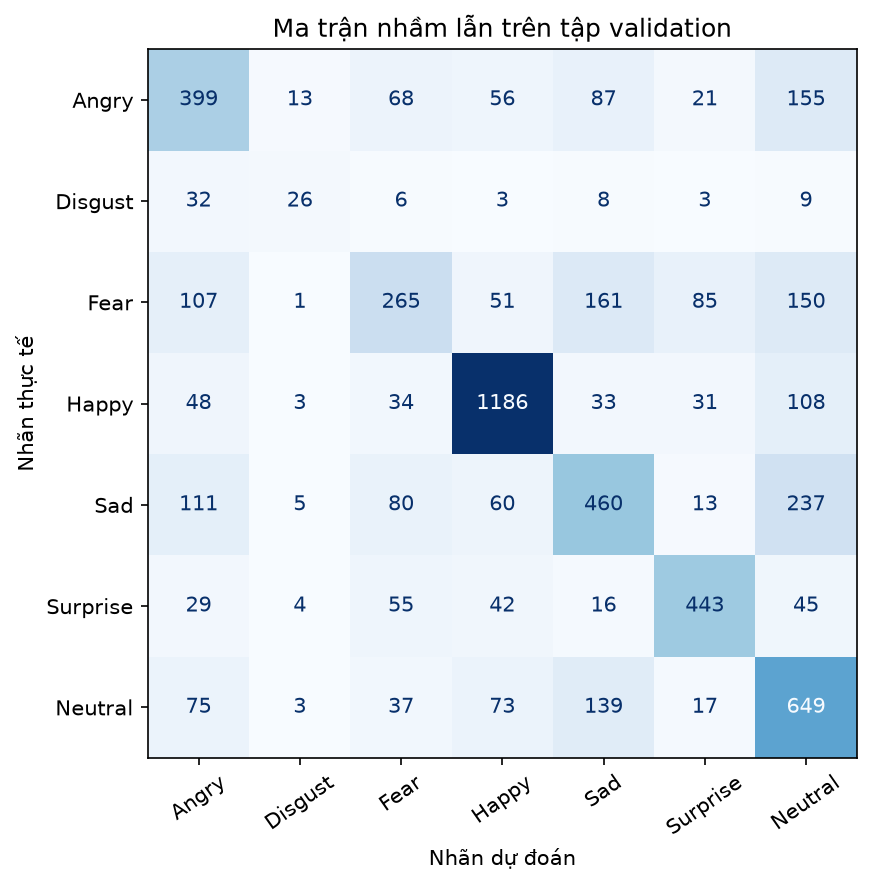 Ma trận nhầm lẫn trên tập validation
Nhãn thực tế
Angry 399 13 68 56 87 21 155
Disgust 32 26 6 3 8 3 9
Fear 107 1 265 51 161 85 150
Happy 48 3 34 1186 33 31 108
Sad 111 5 80 60 460 13 237
Surprise 29 4 55 42 16 443 45
Neutral 75 3 37 73 139 17 649
Angry Disgust Fear Happy Sad Surprise Neutral
Nhãn dự đoán